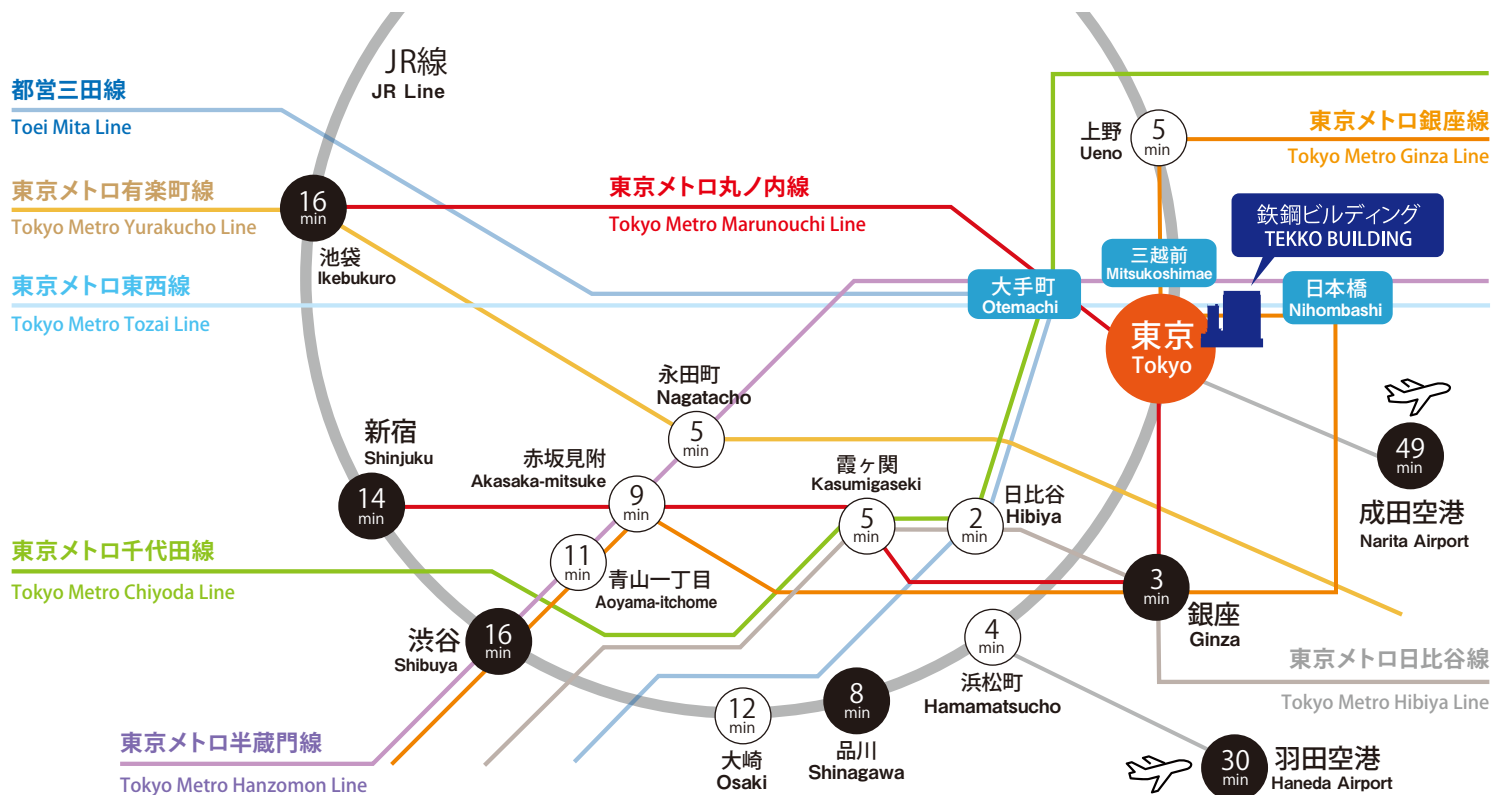 JR線
JR Line
都営三田線
Toei Mita Line
東京メトロ有楽町線
Tokyo Metro Yurakucho Line
東京メトロ東西線
Tokyo Metro Tozai Line
16
min
池袋
Ikebukuro
東京メトロ丸ノ内線
Tokyo Metro Marunouchi Line
上野
Ueno
5
min
東京メトロ銀座線
Tokyo Metro Ginza Line
鉄鋼ビルディング
TEKKO BUILDING
三越前
Mitsukoshimae
大手町
Otemachi
日本橋
Nihombashi
東京
Tokyo
永田町
Nagatacho
5
min
新宿
Shinjuku
14
min
赤坂見附
Akasaka-mitsuke
9
min
霞ヶ関
Kasumigaseki
5
min
日比谷
Hibiya
2
min
49
min
成田空港
Narita Airport
東京メトロ千代田線
Tokyo Metro Chiyoda Line
11
min
青山一丁目
Aoyama-itchome
3
min
銀座
Ginza
渋谷
Shibuya
16
min
4
min
浜松町
Hamamatsucho
東京メトロ日比谷線
Tokyo Metro Hibiya Line
12
min
大崎
Osaki
8
min
品川
Shinagawa
東京メトロ半蔵門線
Tokyo Metro Hanzomon Line
30
min
羽田空港
Haneda Airport